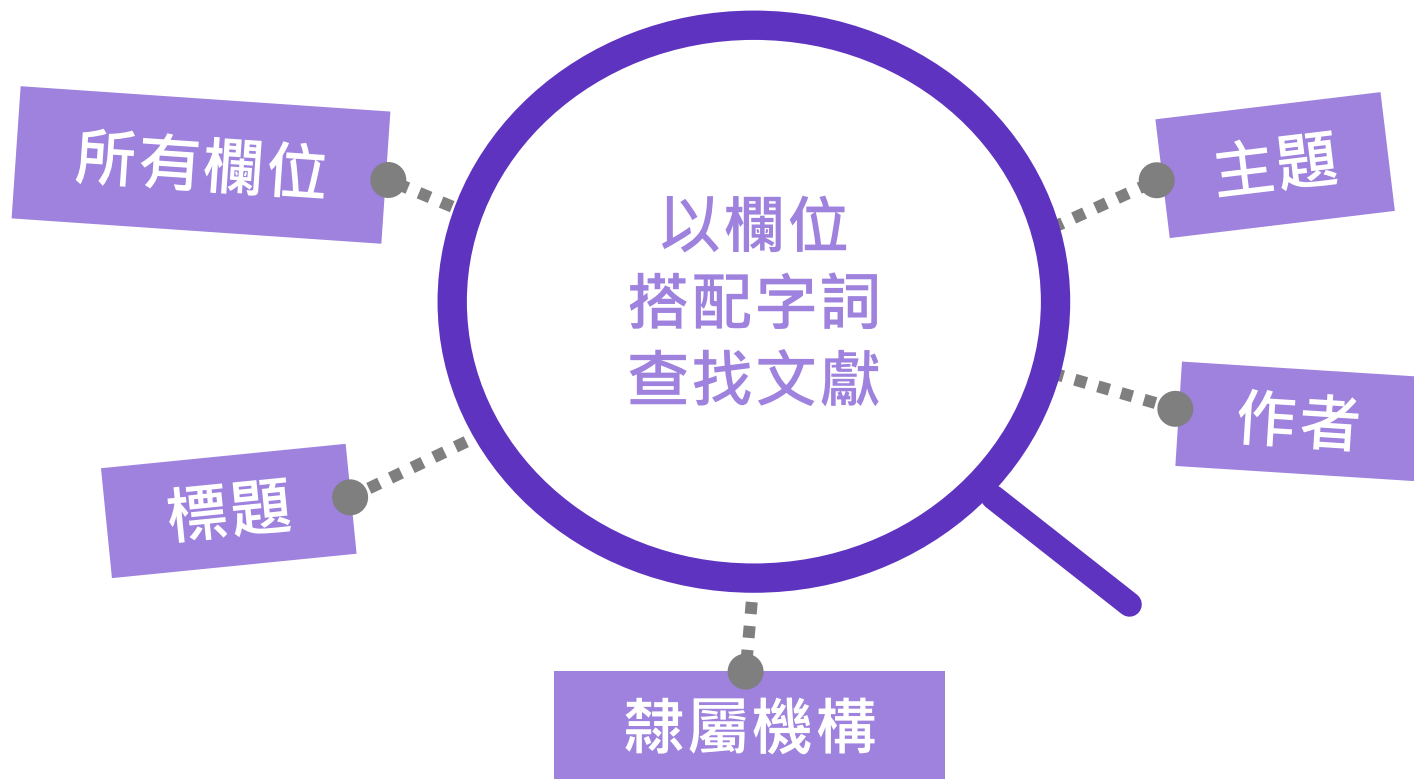 所有欄位
主題
以欄位
搭配字詞
查找文獻
作者
標題
隸屬機構